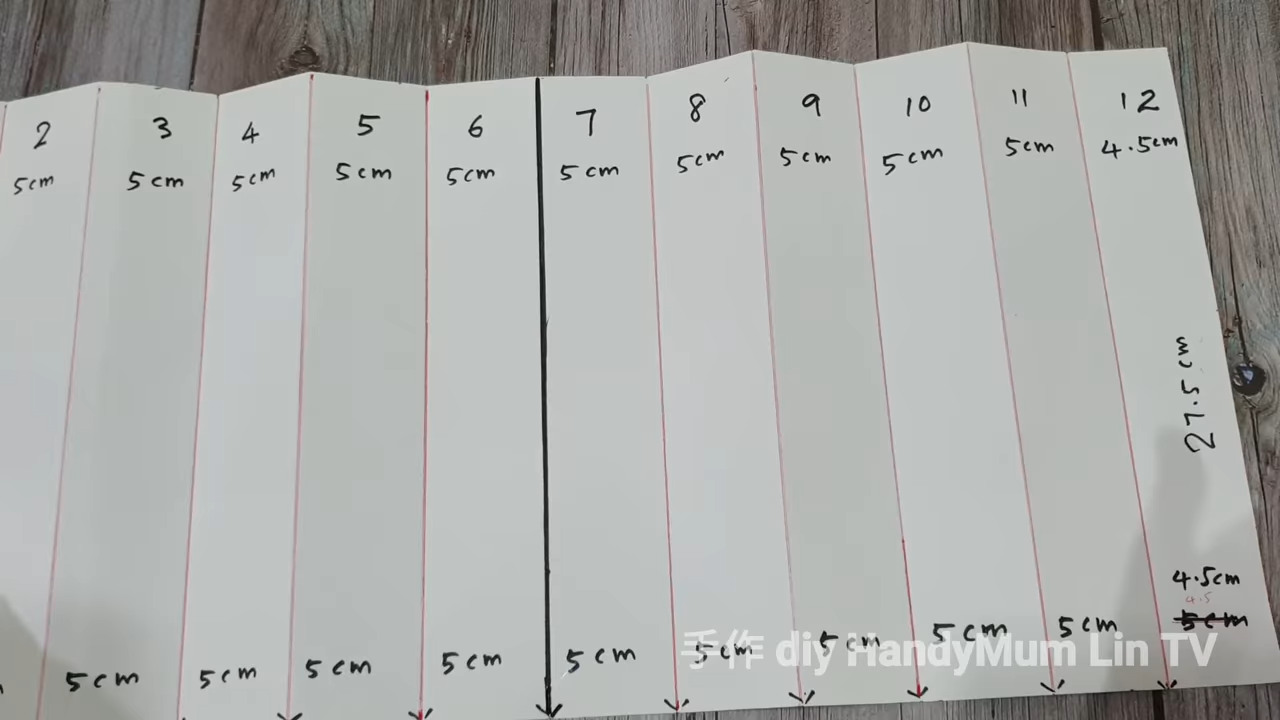 2 3 4 5 6 7 8 9 10 11 12
5cm 5cm 5cm 5cm 5cm 5cm 5cm 5cm 5cm 5cm 4.5cm
27.5cm
4.5cm
4.5
5cm
5cm 5cm 5cm 5cm 5cm 5cm 5cm 5cm 5cm
手作 diy HandyMum Lin TV